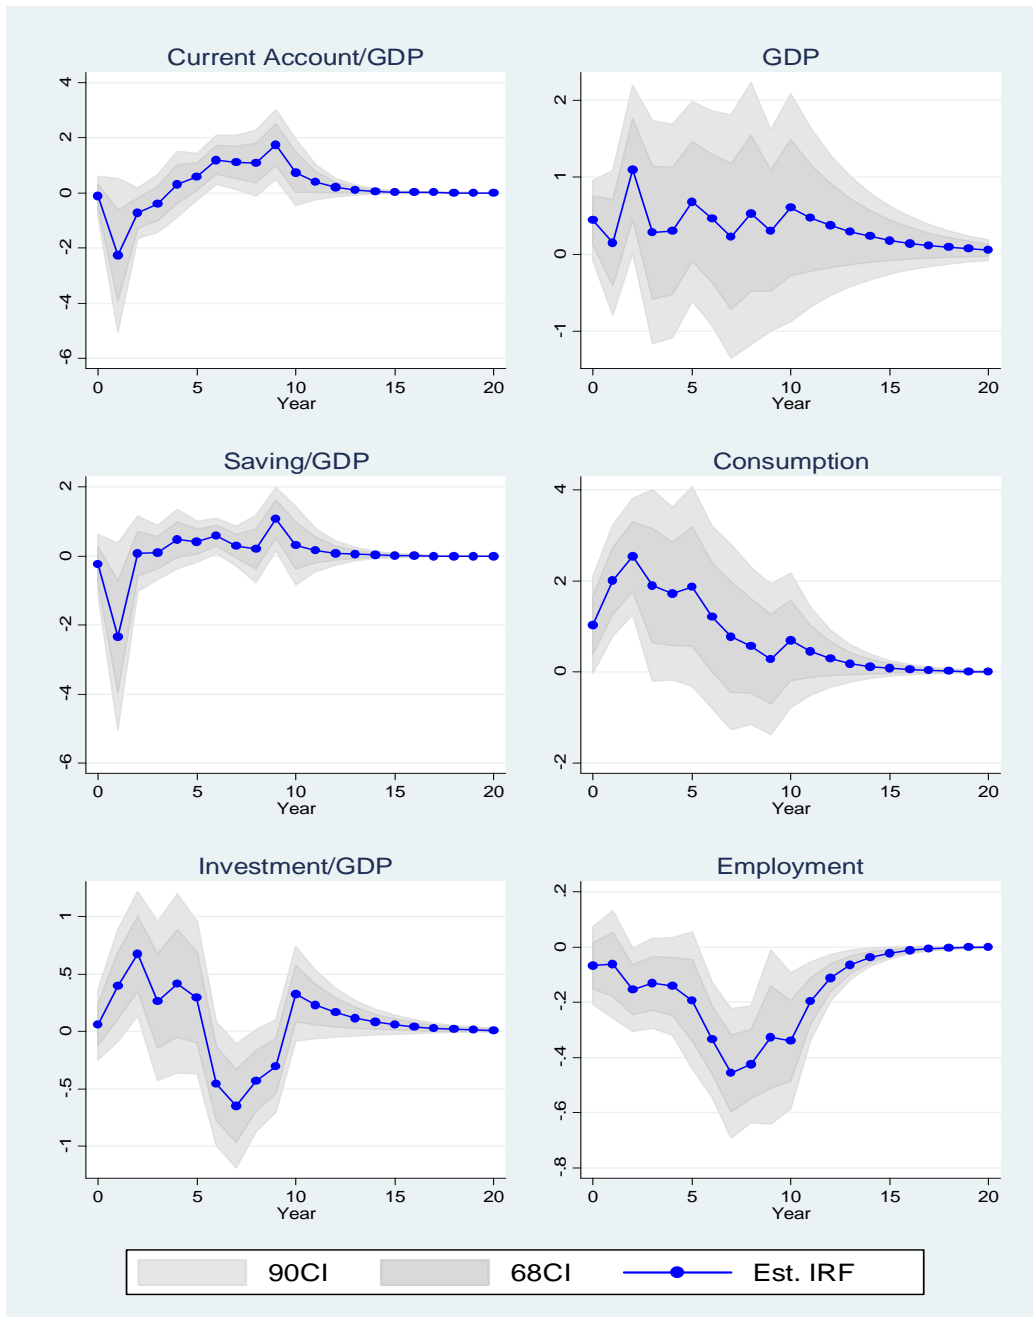 Current Account/GDP
4
2
0
-2
-4
-6
0 5 10 15 20
Year
GDP
2
1
0
-1
0 5 10 15 20
Year
Saving/GDP
2
0
-2
-4
-6
0 5 10 15 20
Year
Consumption
4
2
0
-2
0 5 10 15 20
Year
Investment/GDP
1
.5
0
-.5
-1
0 5 10 15 20
Year
Employment
.2
0
-.2
-.4
-.6
-.8
0 5 10 15 20
Year
90CI 68CI Est. IRF